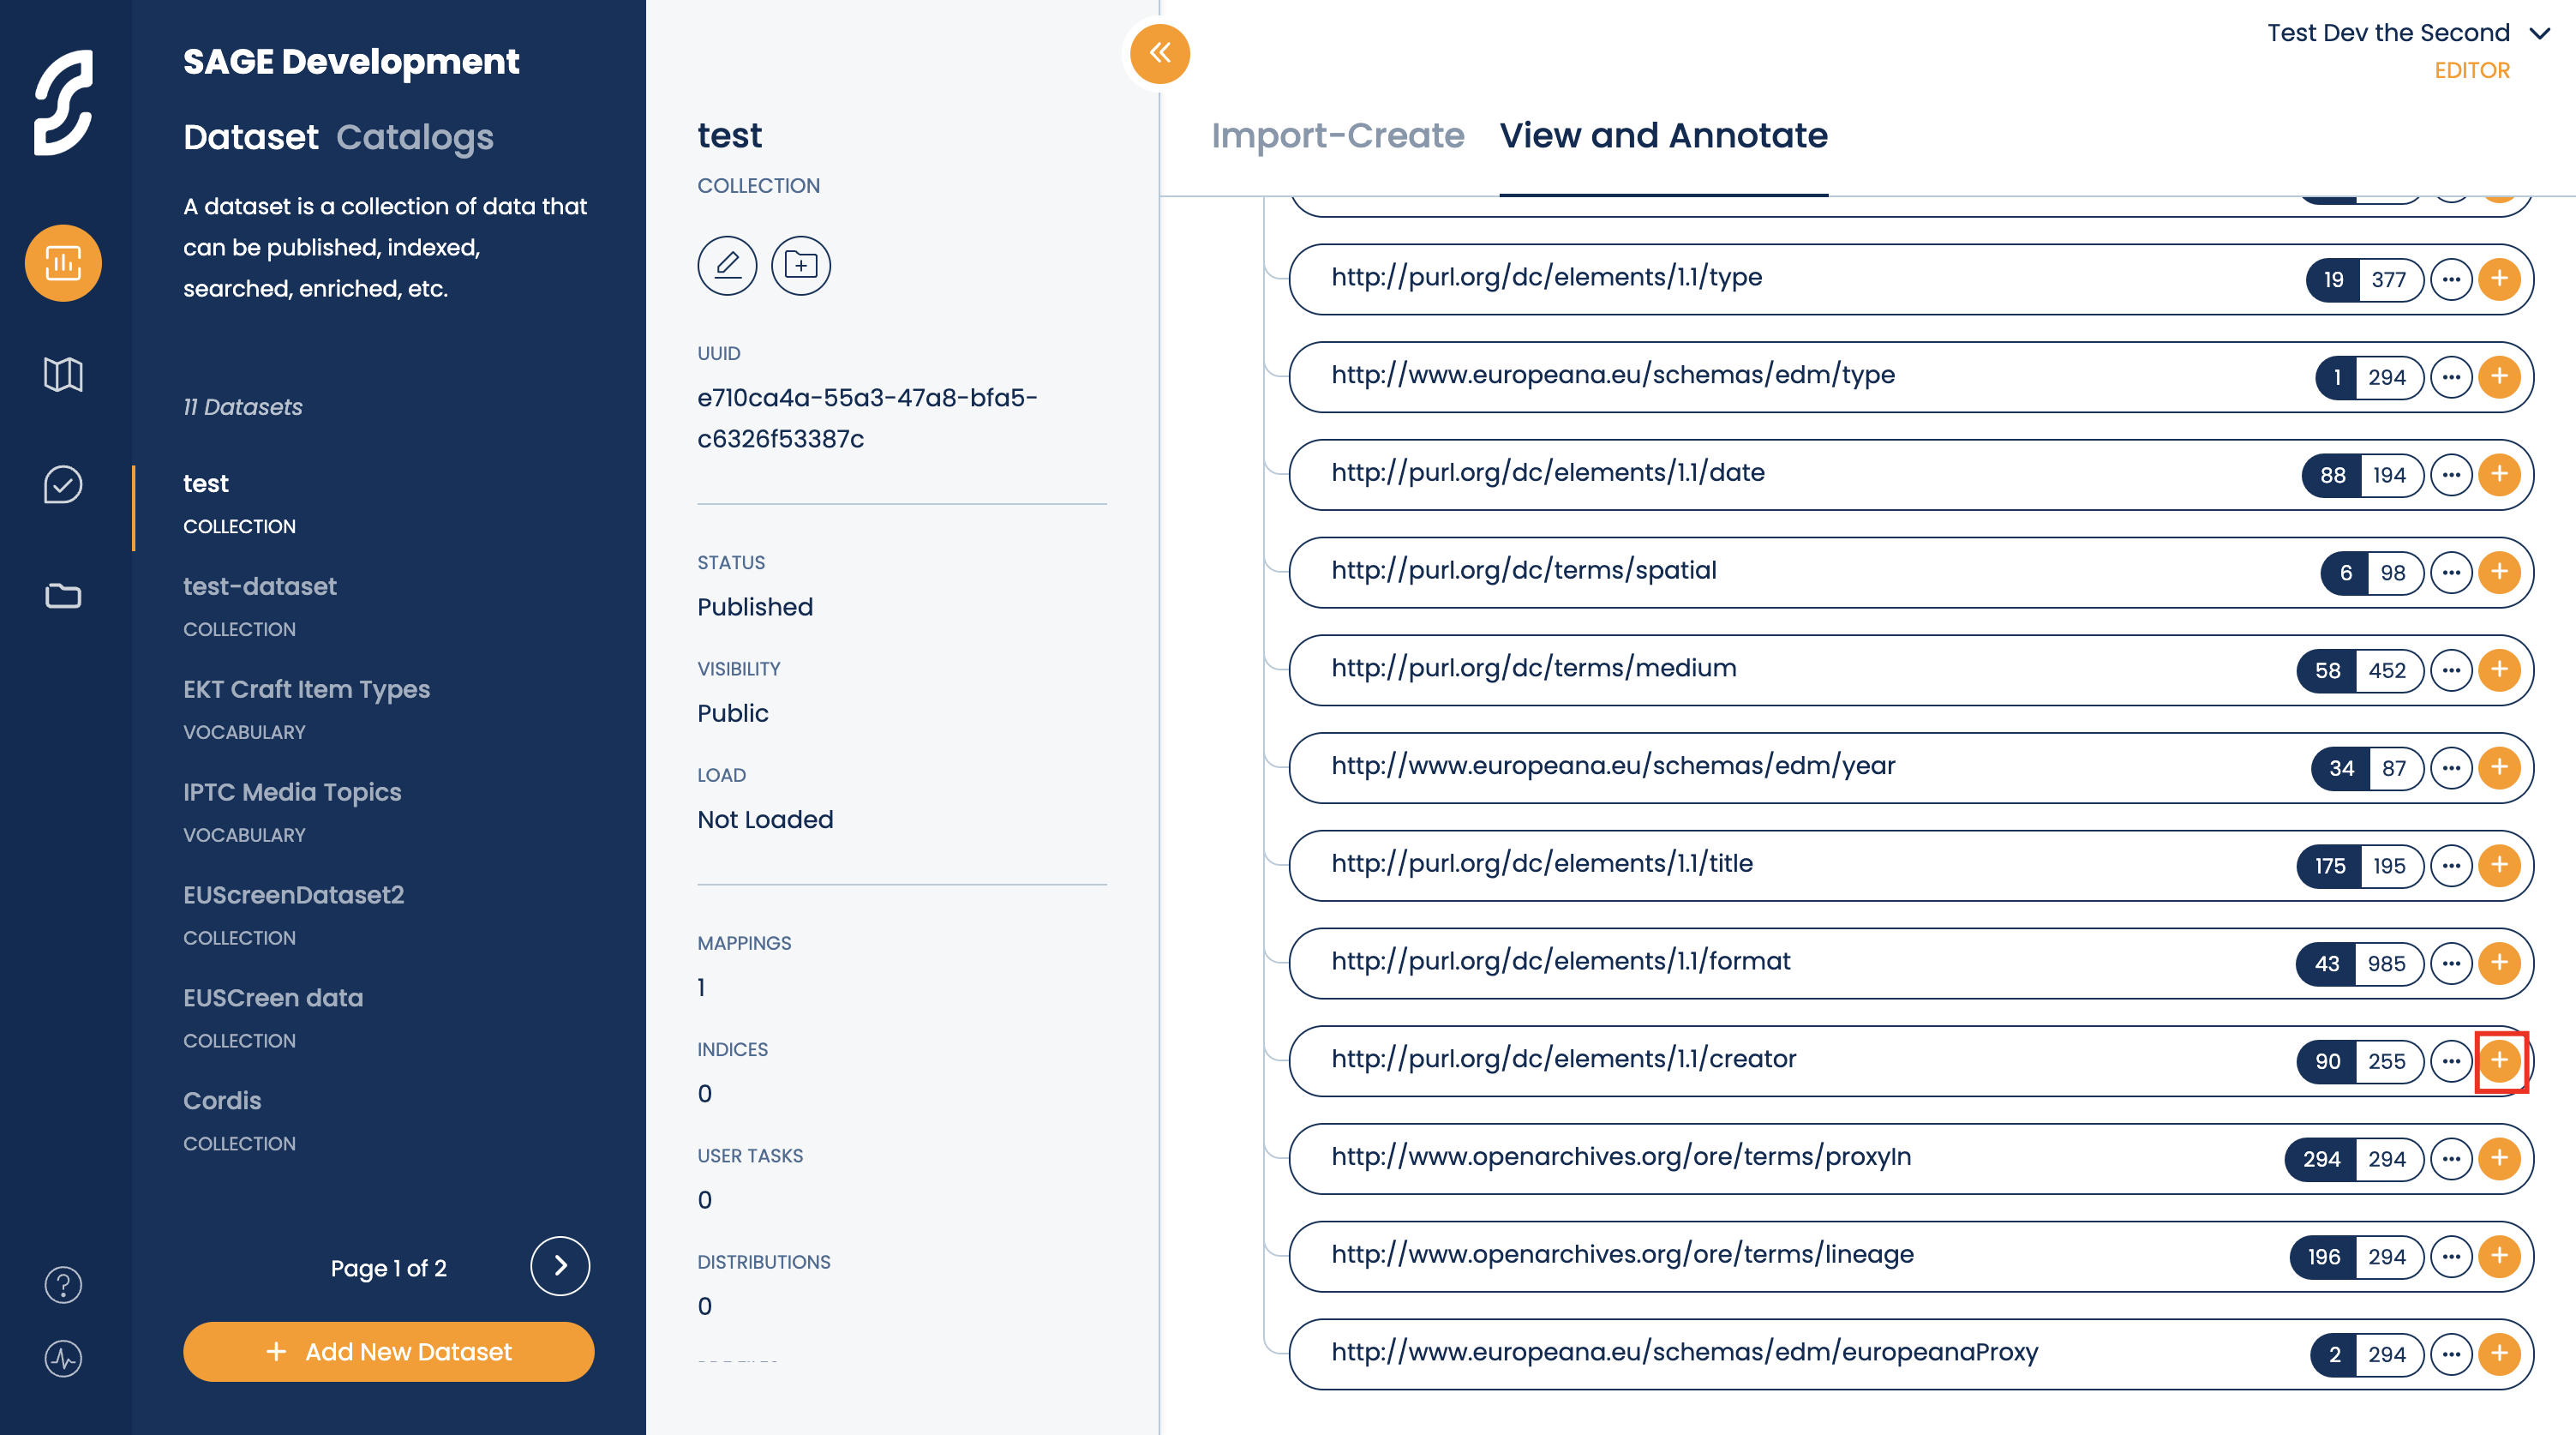 SAGE Development
Dataset Catalogs
A dataset is a collection of data that
can be published, indexed,
searched, enriched, etc.
11 Datasets
test
COLLECTION
test-dataset
COLLECTION
EKT Craft Item Types
VOCABULARY
IPTC Media Topics
VOCABULARY
EUScreenDataset2
COLLECTION
EUSCreen data
COLLECTION
Cordis
COLLECTION
Page 1 of 2
+ Add New Dataset
test
COLLECTION
UUID
e710ca4a-55a3-47a8-bfa5-
c6326f53387c
STATUS
Published
VISIBILITY
Public
LOAD
Not Loaded
MAPPINGS
1
INDICES
0
USER TASKS
0
DISTRIBUTIONS
0
Test Dev the Second
EDITOR
Import-Create View and Annotate
http://purl.org/dc/elements/1.1/type 19 377
http://www.europeana.eu/schemas/edm/type 1 294
http://purl.org/dc/elements/1.1/date 88 194
http://purl.org/dc/terms/spatial 6 98
http://purl.org/dc/terms/medium 58 452
http://www.europeana.eu/schemas/edm/year 34 87
http://purl.org/dc/elements/1.1/title 175 195
http://purl.org/dc/elements/1.1/format 43 985
http://purl.org/dc/elements/1.1/creator 90 255
http://www.openarchives.org/ore/terms/proxyIn 294 294
http://www.openarchives.org/ore/terms/lineage 196 294
http://www.europeana.eu/schemas/edm/europeanaProxy 2 294